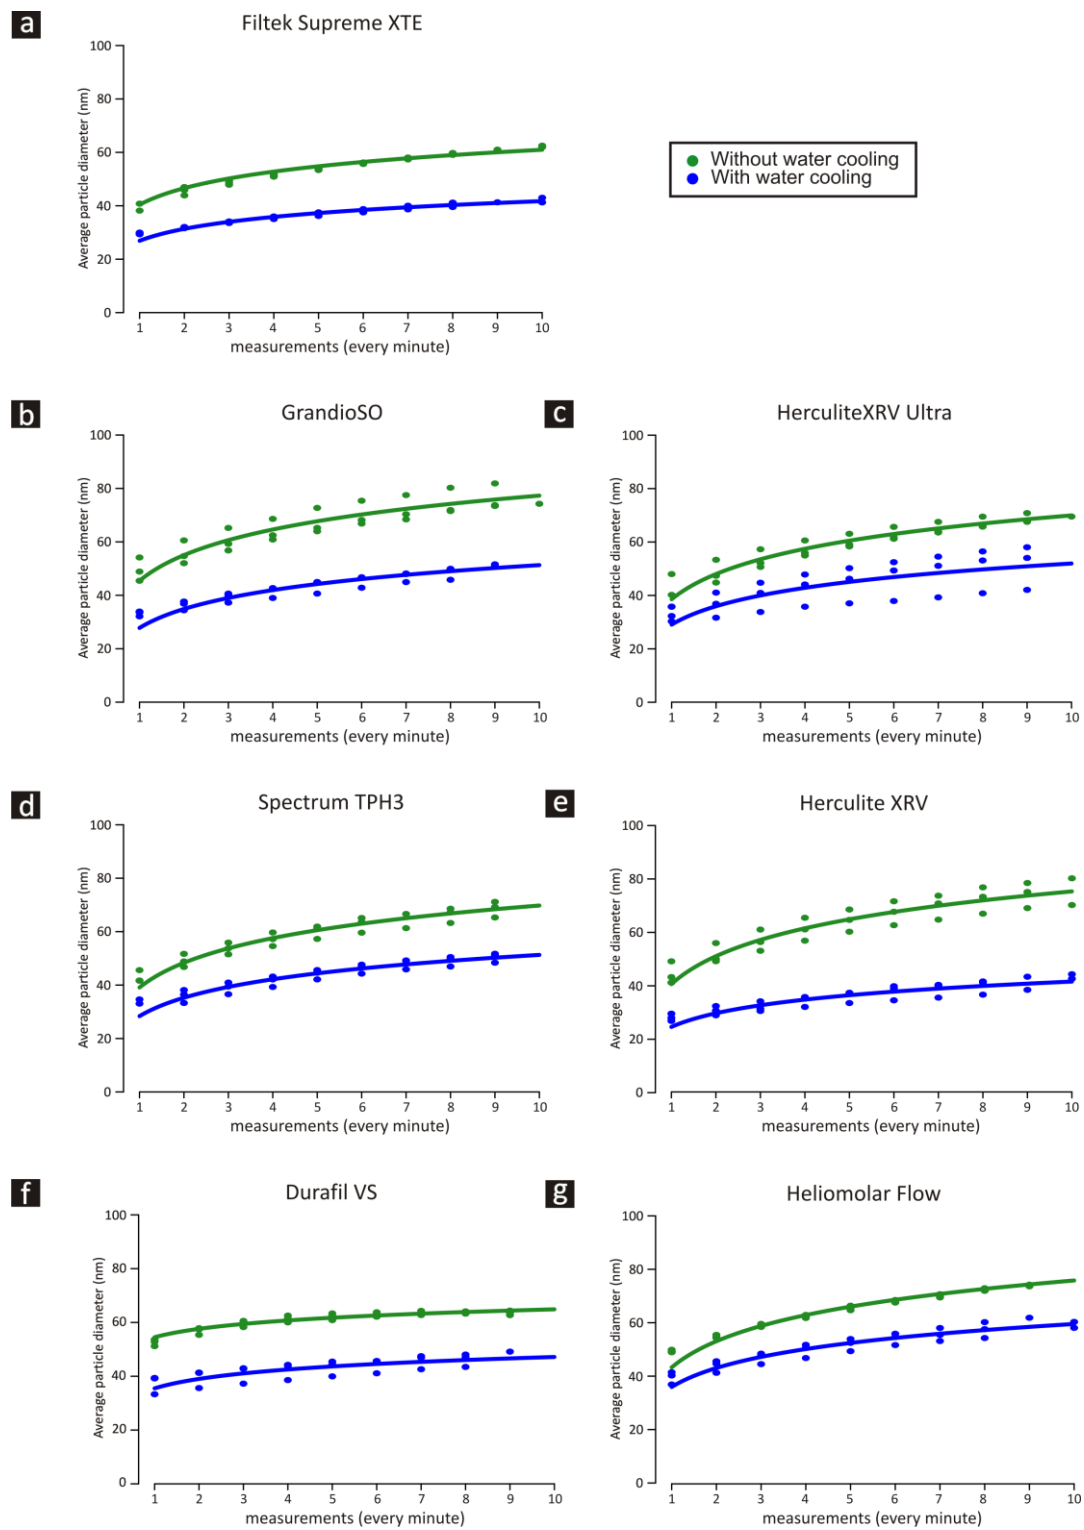 a
Filtek Supreme XTE
Average particle diameter (nm)
100
80
60
40
20
0
1 2 3 4 5 6 7 8 9 10
measurements (every minute)
Without water cooling
With water cooling
b
GrandioSO
Average particle diameter (nm)
100
80
60
40
20
0
1 2 3 4 5 6 7 8 9 10
measurements (every minute)
c
HerculiteXRV Ultra
Average particle diameter (nm)
100
80
60
40
20
0
1 2 3 4 5 6 7 8 9 10
measurements (every minute)
d
Spectrum TPH3
Average particle diameter (nm)
100
80
60
40
20
0
1 2 3 4 5 6 7 8 9 10
measurements (every minute)
e
Herculite XRV
Average particle diameter (nm)
100
80
60
40
20
0
1 2 3 4 5 6 7 8 9 10
measurements (every minute)
f
Durafil VS
Average particle diameter (nm)
100
80
60
40
20
0
1 2 3 4 5 6 7 8 9 10
measurements (every minute)
g
Heliomolar Flow
Average particle diameter (nm)
100
80
60
40
20
0
1 2 3 4 5 6 7 8 9 10
measurements (every minute)